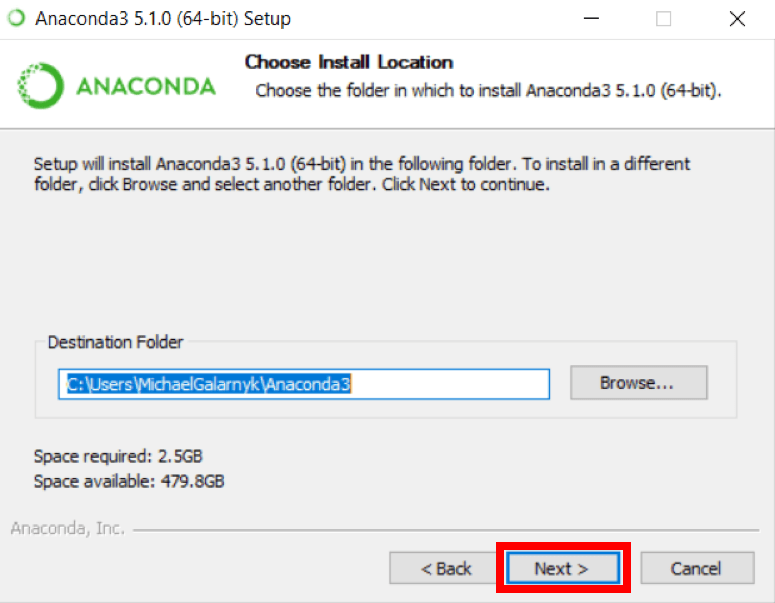 Anaconda3 5.1.0 (64-bit) Setup
ANACONDA
Choose Install Location
Choose the folder in which to install Anaconda3 5.1.0 (64-bit).
Setup will install Anaconda3 5.1.0 (64-bit) in the following folder. To install in a different
folder, click Browse and select another folder. Click Next to continue.
Destination Folder
C:\Users\MichaelGalarnyk\Anaconda3
Browse...
Space required: 2.5GB
Space available: 479.8GB
Anaconda, Inc.
< Back
Next >
Cancel